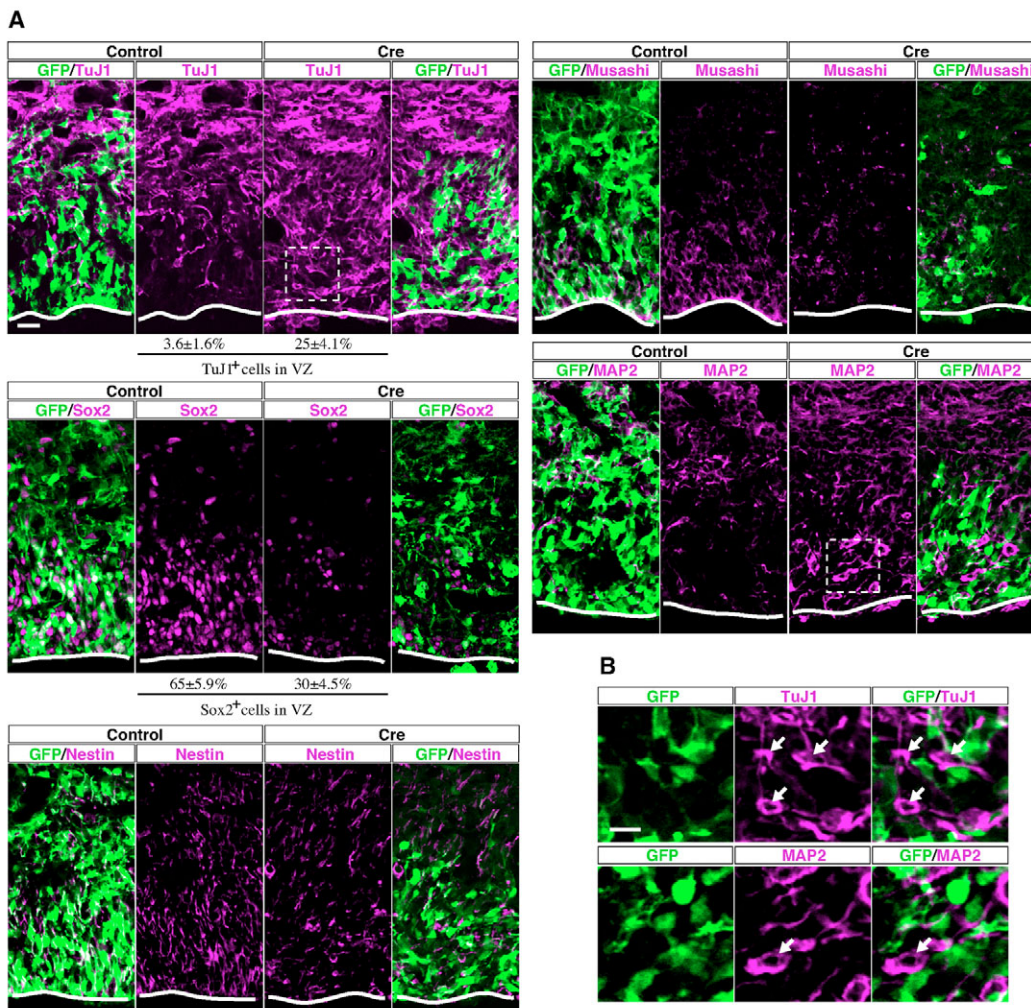 A
Control Cre
GFP/TuJ1 TuJ1 TuJ1 GFP/TuJ1
3.6±1.6% 25±4.1%
TuJ1+ cells in VZ
Control Cre
GFP/Sox2 Sox2 Sox2 GFP/Sox2
65±5.9% 30±4.5%
Sox2+ cells in VZ
Control Cre
GFP/Nestin Nestin Nestin GFP/Nestin
Control Cre
GFP/Musashi Musashi Musashi GFP/Musashi
Control Cre
GFP/MAP2 MAP2 MAP2 GFP/MAP2
B
GFP TuJ1 GFP/TuJ1
GFP MAP2 GFP/MAP2